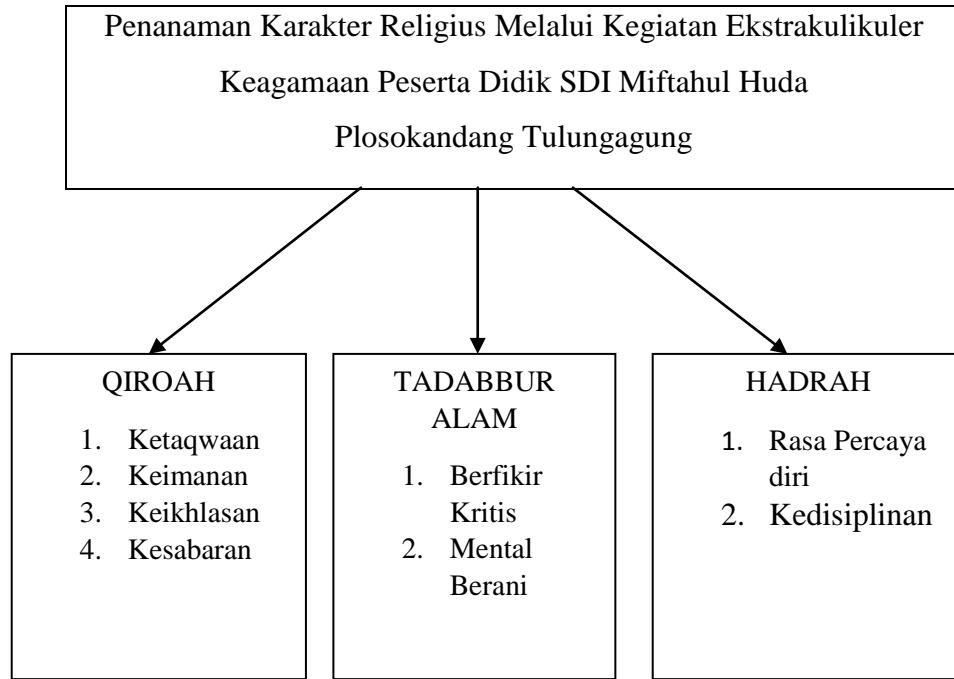 Penanaman Karakter Religius Melalui Kegiatan Ekstrakulikuler
Keagamaan Peserta Didik SDI Miftahul Huda
Plosokandang Tulungagung
QIROAH
1. Ketaqwaan
2. Keimanan
3. Keikhlasan
4. Kesabaran
TADABBUR
ALAM
1. Berfikir
Kritis
2. Mental
Berani
HADRAH
1. Rasa Percaya
diri
2. Kedisiplinan